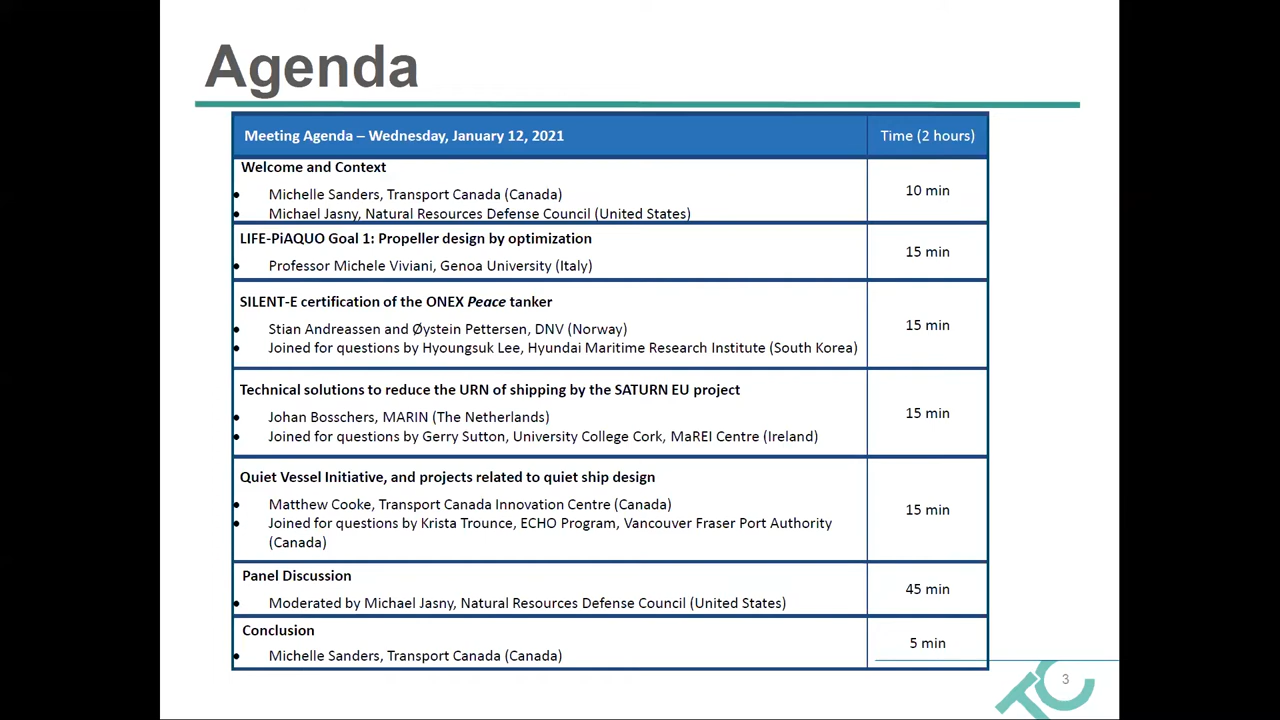 Agenda
Meeting Agenda – Wednesday, January 12, 2021
Time (2 hours)
Welcome and Context
• Michelle Sanders, Transport Canada (Canada)
• Michael Jasny, Natural Resources Defense Council (United States)
10 min
LIFE-PiAQUO Goal 1: Propeller design by optimization
• Professor Michele Viviani, Genoa University (Italy)
15 min
SILENT-E certification of the ONEX Peace tanker
• Stian Andreassen and Øystein Pettersen, DNV (Norway)
• Joined for questions by Hyoungsuk Lee, Hyundai Maritime Research Institute (South Korea)
15 min
Technical solutions to reduce the URN of shipping by the SATURN EU project
• Johan Bosschers, MARIN (The Netherlands)
• Joined for questions by Gerry Sutton, University College Cork, MaREI Centre (Ireland)
15 min
Quiet Vessel Initiative, and projects related to quiet ship design
• Matthew Cooke, Transport Canada Innovation Centre (Canada)
• Joined for questions by Krista Trounce, ECHO Program, Vancouver Fraser Port Authority
(Canada)
15 min
Panel Discussion
• Moderated by Michael Jasny, Natural Resources Defense Council (United States)
45 min
Conclusion
• Michelle Sanders, Transport Canada (Canada)
5 min
3
TC